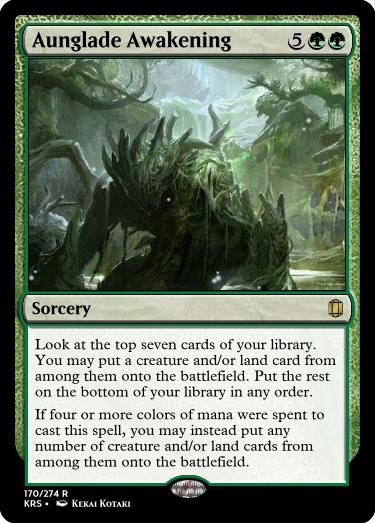 Aunglade Awakening 5
Sorcery
Look at the top seven cards of your library.
You may put a creature and/or land card from
among them onto the battlefield. Put the rest
on the bottom of your library in any order.
If four or more colors of mana were spent to
cast this spell, you may instead put any
number of creature and/or land cards from
among them onto the battlefield.
170/274 R
KRS • Kekai Kotaki